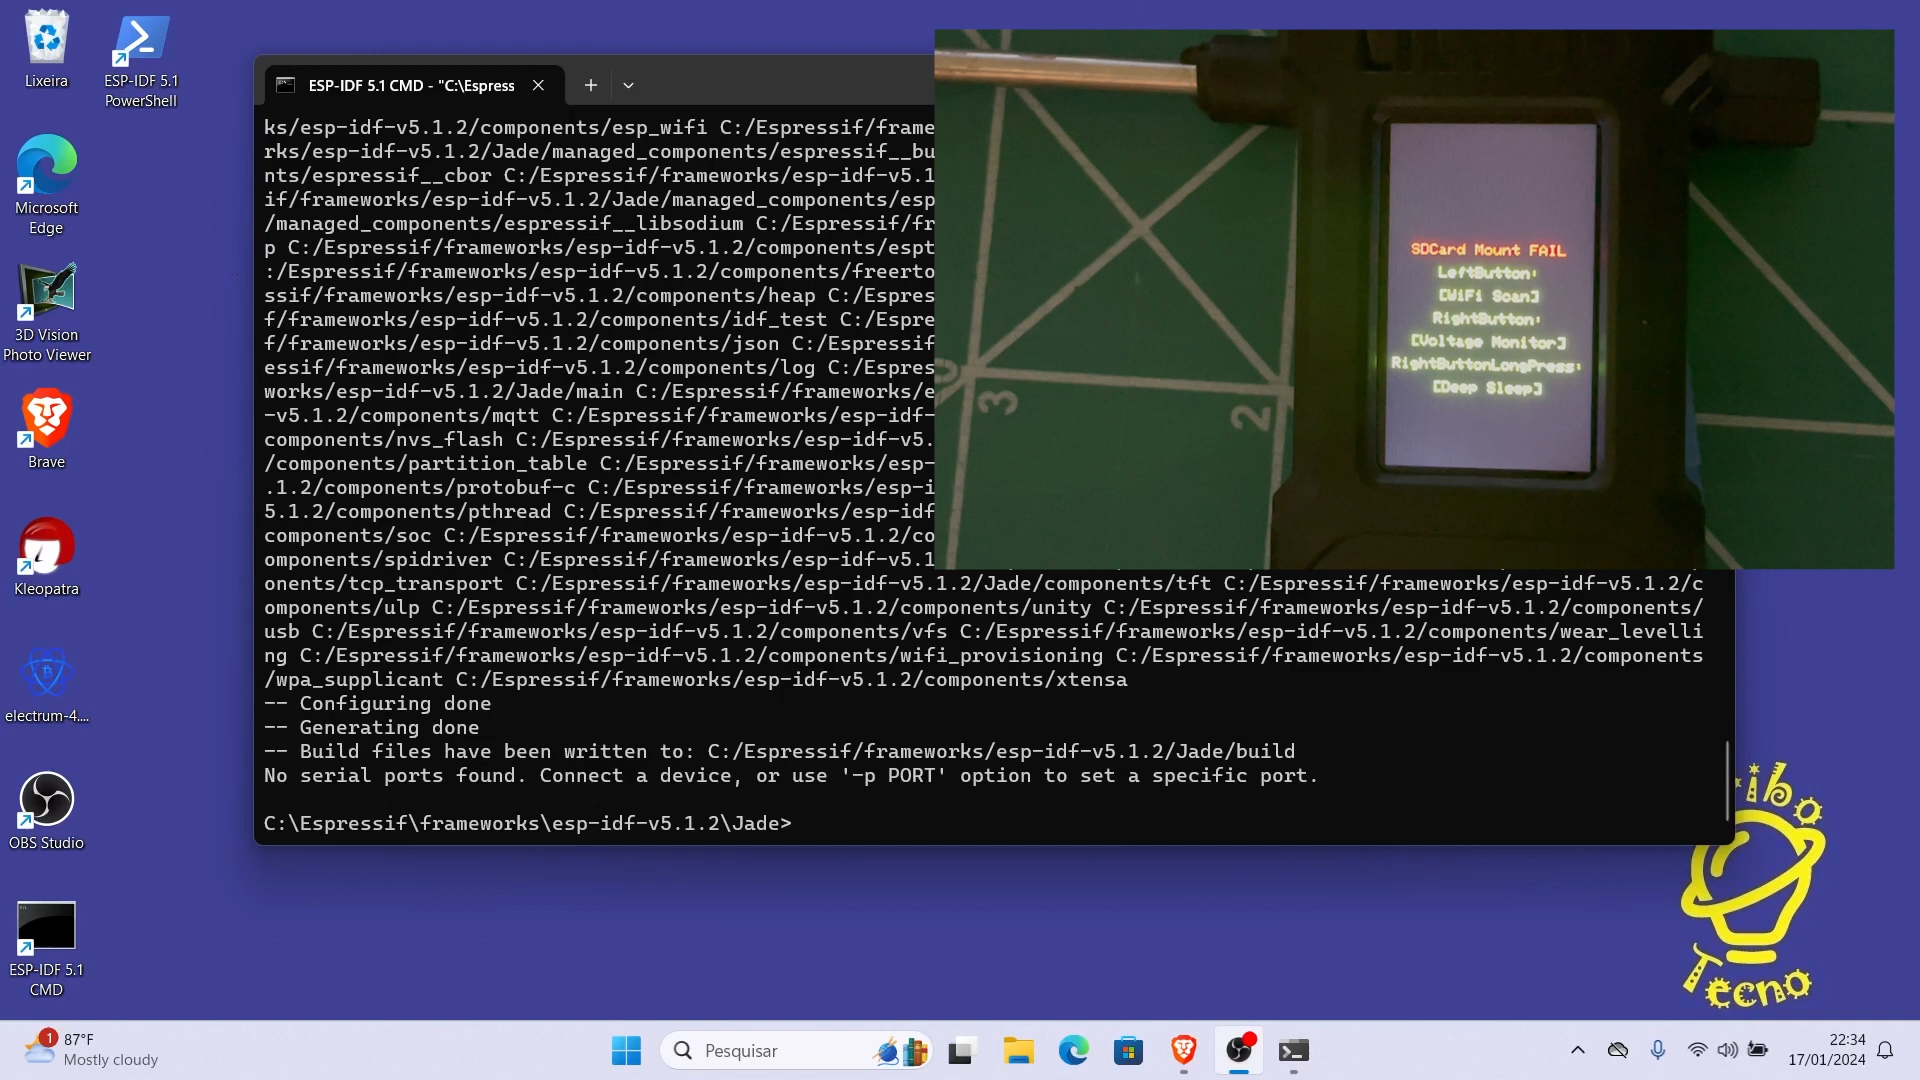 Lixeira
ESP-IDF 5.1
PowerShell
Microsoft
Edge
3D Vision
Photo Viewer
Brave
Kleopatra
electrum-4....
OBS Studio
ESP-IDF 5.1
CMD
ESP-IDF 5.1 CMD - "C:\Espress
ks/esp-idf-v5.1.2/components/esp_wifi C:/Espressif/frame
rks/esp-idf-v5.1.2/Jade/managed_components/espressif__bu
nts/espressif__cbor C:/Espressif/frameworks/esp-idf-v5.1
if/frameworks/esp-idf-v5.1.2/Jade/managed_components/esp
/managed_components/espressif__libsodium C:/Espressif/fr
p C:/Espressif/frameworks/esp-idf-v5.1.2/components/espt
:/Espressif/frameworks/esp-idf-v5.1.2/components/freerto
ssif/frameworks/esp-idf-v5.1.2/components/heap C:/Espres
f/frameworks/esp-idf-v5.1.2/components/idf_test C:/Espre
f/frameworks/esp-idf-v5.1.2/components/json C:/Espressif
essif/frameworks/esp-idf-v5.1.2/components/log C:/Espres
works/esp-idf-v5.1.2/Jade/main C:/Espressif/frameworks/e
-v5.1.2/components/mqtt C:/Espressif/frameworks/esp-idf-
components/nvs_flash C:/Espressif/frameworks/esp-idf-v5.
/components/partition_table C:/Espressif/frameworks/esp-
.1.2/components/protobuf-c C:/Espressif/frameworks/esp-i
5.1.2/components/pthread C:/Espressif/frameworks/esp-idf
components/soc C:/Espressif/frameworks/esp-idf-v5.1.2/co
omponents/spidriver C:/Espressif/frameworks/esp-idf-v5.1
onents/tcp_transport C:/Espressif/frameworks/esp-idf-v5.1.2/Jade/components/tft C:/Espressif/frameworks/esp-idf-v5.1.2/c
omponents/ulp C:/Espressif/frameworks/esp-idf-v5.1.2/components/unity C:/Espressif/frameworks/esp-idf-v5.1.2/components/
usb C:/Espressif/frameworks/esp-idf-v5.1.2/components/vfs C:/Espressif/frameworks/esp-idf-v5.1.2/components/wear_levelli
ng C:/Espressif/frameworks/esp-idf-v5.1.2/components/wifi_provisioning C:/Espressif/frameworks/esp-idf-v5.1.2/components
/wpa_supplicant C:/Espressif/frameworks/esp-idf-v5.1.2/components/xtensa
-- Configuring done
-- Generating done
-- Build files have been written to: C:/Espressif/frameworks/esp-idf-v5.1.2/Jade/build
No serial ports found. Connect a device, or use '-p PORT' option to set a specific port.
C:\Espressif\frameworks\esp-idf-v5.1.2\Jade>
SDCard Mount FAIL
LeftButton:
[WiFi Scan]
RightButton:
[Voltage Monitor]
RightButtonLongPress:
[Deep Sleep]
3
2
Tecno
1
87°F
Mostly cloudy
Pesquisar
22:34
17/01/2024